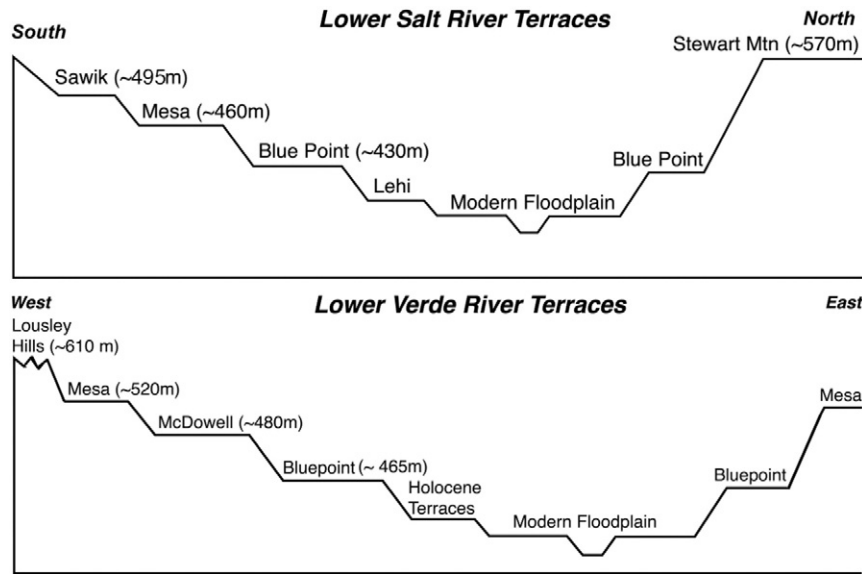 Lower Salt River Terraces
South
North
Stewart Mtn (~570m)
Sawik (~495m)
Mesa (~460m)
Blue Point (~430m)
Blue Point
Lehi
Modern Floodplain
West
Lower Verde River Terraces
East
Lousley
Hills (~610 m)
Mesa (~520m)
Mesa
McDowell (~480m)
Bluepoint (~ 465m)
Bluepoint
Holocene
Terraces
Modern Floodplain